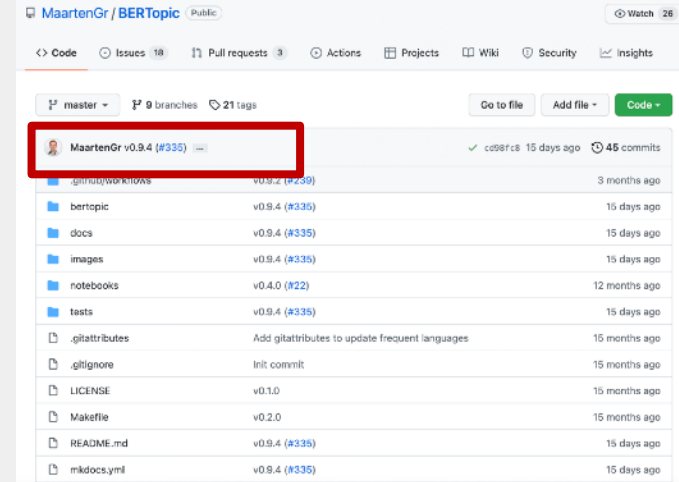 MaartenGr / BERTopic Public Watch 26
<> Code Issues 18 Pull requests 3 Actions Projects Wiki Security Insights
master 9 branches 21 tags Go to file Add file Code
MaartenGr v0.9.4 (#335) ... cd98fc8 15 days ago 45 commits
.github/workflows v0.9.2 (#239) 3 months ago
bertopic v0.9.4 (#335) 15 days ago
docs v0.9.4 (#335) 15 days ago
images v0.9.4 (#335) 15 days ago
notebooks v0.4.0 (#22) 12 months ago
tests v0.9.4 (#335) 15 days ago
.gitattributes Add gitattributes to update frequent languages 15 months ago
.gitignore Init commit 15 months ago
LICENSE v0.1.0 15 months ago
Makefile v0.2.0 15 months ago
README.md v0.9.4 (#335) 15 days ago
mkdocs.yml v0.9.4 (#335) 15 days ago